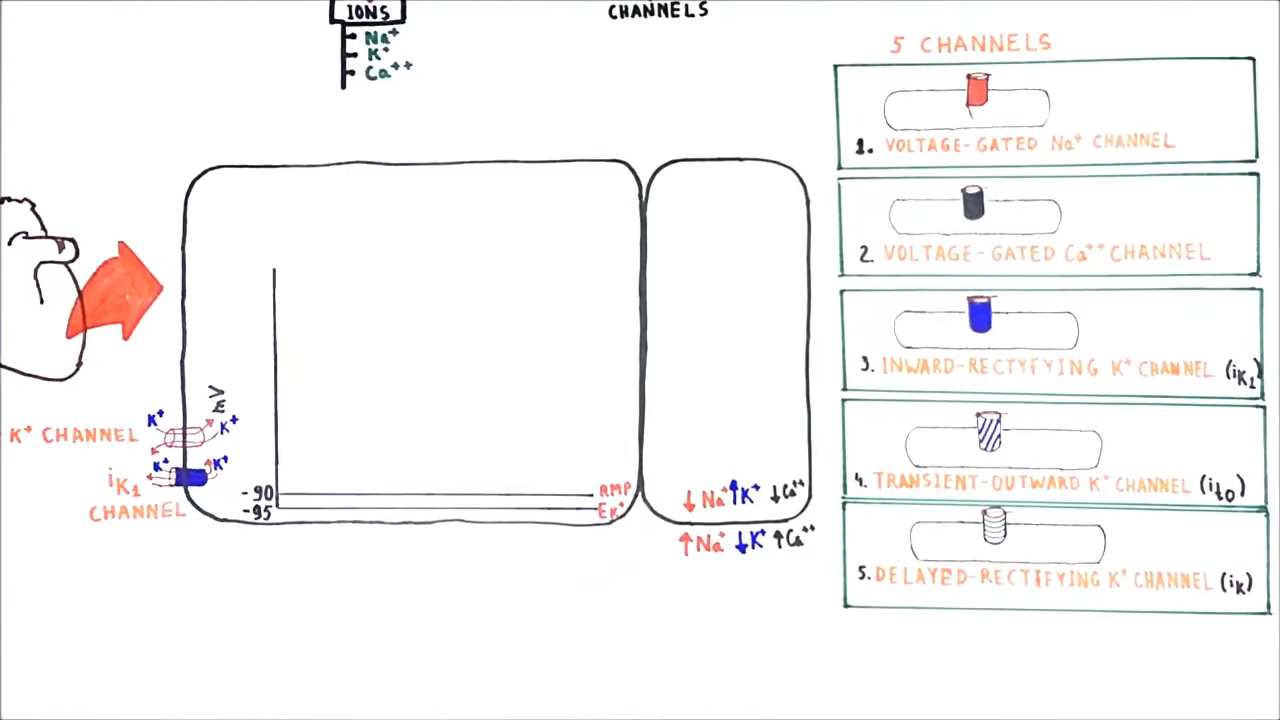 IONS
Na⁺
K⁺
Ca⁺⁺
CHANNELS
5 CHANNELS
1. VOLTAGE-GATED Na⁺ CHANNEL
2. VOLTAGE-GATED Ca⁺⁺ CHANNEL
3. INWARD-RECTYFYING K⁺ CHANNEL (iK₁)
4. TRANSIENT-OUTWARD K⁺ CHANNEL (ito)
5. DELAYED-RECTIFYING K⁺ CHANNEL (iK)
mV
K⁺ K⁺
K⁺ CHANNEL
K⁺ K⁺
iK₁
CHANNEL
-90 RMP
-95 EK⁺
↓Na⁺ ↑K⁺ ↓Ca⁺⁺
↑Na⁺ ↓K⁺ ↑Ca⁺⁺